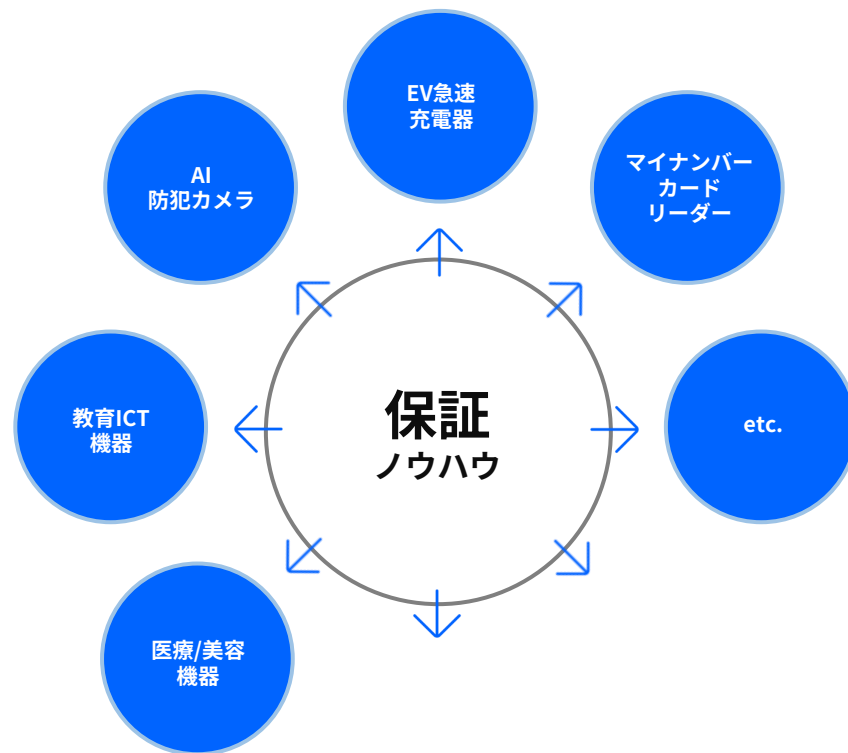 EV急速
充電器
AI
防犯カメラ
マイナンバー
カード
リーダー
教育ICT
機器
保証
ノウハウ
etc.
医療/美容
機器